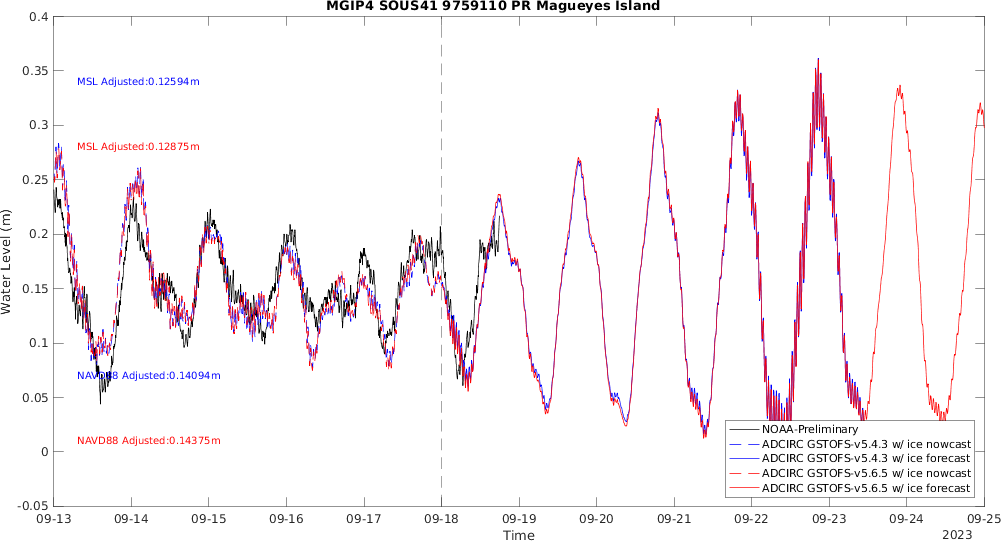 MGIP4 SOUS41 9759110 PR Magueyes Island
0.4
0.35
0.3
0.25
0.2
0.15
0.1
0.05
0
-0.05
Water Level (m)
MSL Adjusted:0.12594m
MSL Adjusted:0.12875m
NAVD88 Adjusted:0.14094m
NAVD88 Adjusted:0.14375m
NOAA-Preliminary
ADCIRC GSTOFS-v5.4.3 w/ ice nowcast
ADCIRC GSTOFS-v5.4.3 w/ ice forecast
ADCIRC GSTOFS-v5.6.5 w/ ice nowcast
ADCIRC GSTOFS-v5.6.5 w/ ice forecast
09-13 09-14 09-15 09-16 09-17 09-18 09-19 09-20 09-21 09-22 09-23 09-24 09-25
Time
2023